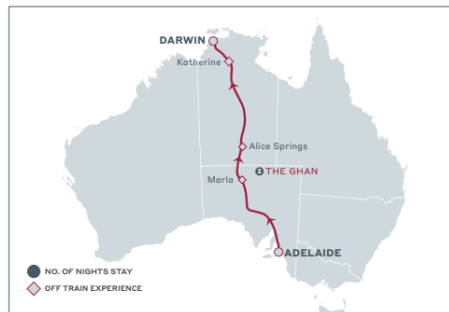 DARWIN
Katherine
Alice Springs
2 THE GHAN
Marla
ADELAIDE
NO. OF NIGHTS STAY
OFF TRAIN EXPERIENCE